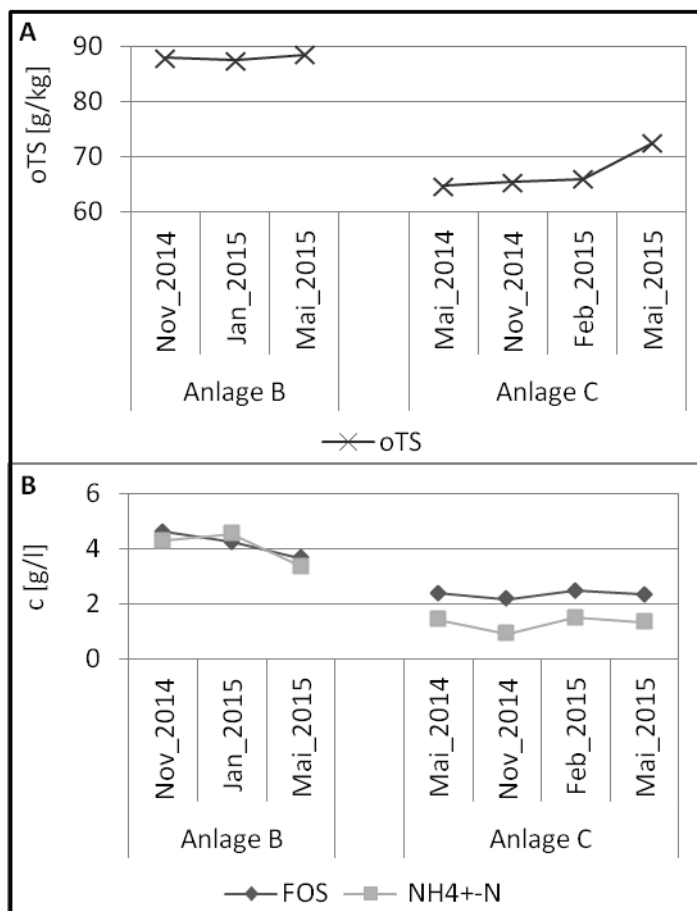 A
oTS [g/kg]
90
80
70
60
Nov_2014
Jan_2015
Mai_2015
Mai_2014
Nov_2014
Feb_2015
Mai_2015
Anlage B
Anlage C
oTS
B
c [g/l]
6
4
2
0
Nov_2014
Jan_2015
Mai_2015
Mai_2014
Nov_2014
Feb_2015
Mai_2015
Anlage B
Anlage C
FOS
NH4+-N